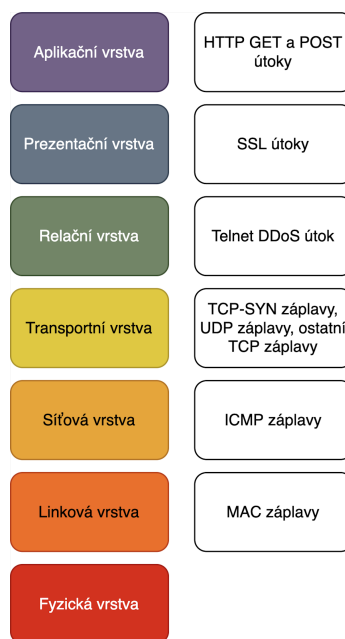 Aplikační vrstva
HTTP GET a POST
útoky
Prezentační vrstva
SSL útoky
Relační vrstva
Telnet DDoS útok
Transportní vrstva
TCP-SYN záplavy,
UDP záplavy, ostatní
TCP záplavy
Síťová vrstva
ICMP záplavy
Linková vrstva
MAC záplavy
Fyzická vrstva